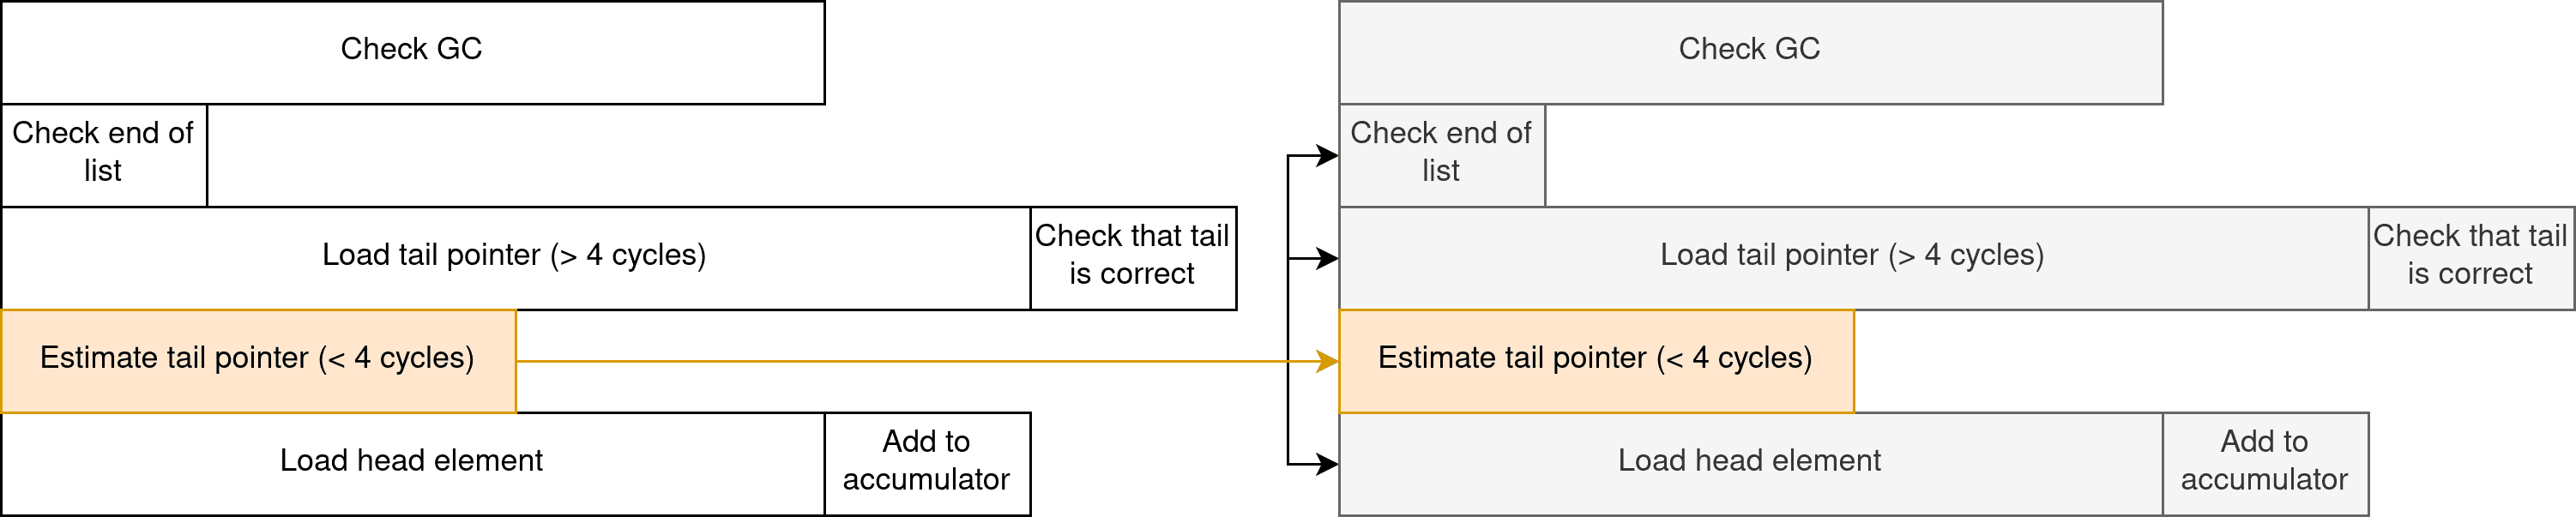 Check GC
Check end of
list
Load tail pointer (> 4 cycles)
Check that tail
is correct
Estimate tail pointer (< 4 cycles)
Load head element
Add to
accumulator
Check GC
Check end of
list
Load tail pointer (> 4 cycles)
Check that tail
is correct
Estimate tail pointer (< 4 cycles)
Load head element
Add to
accumulator